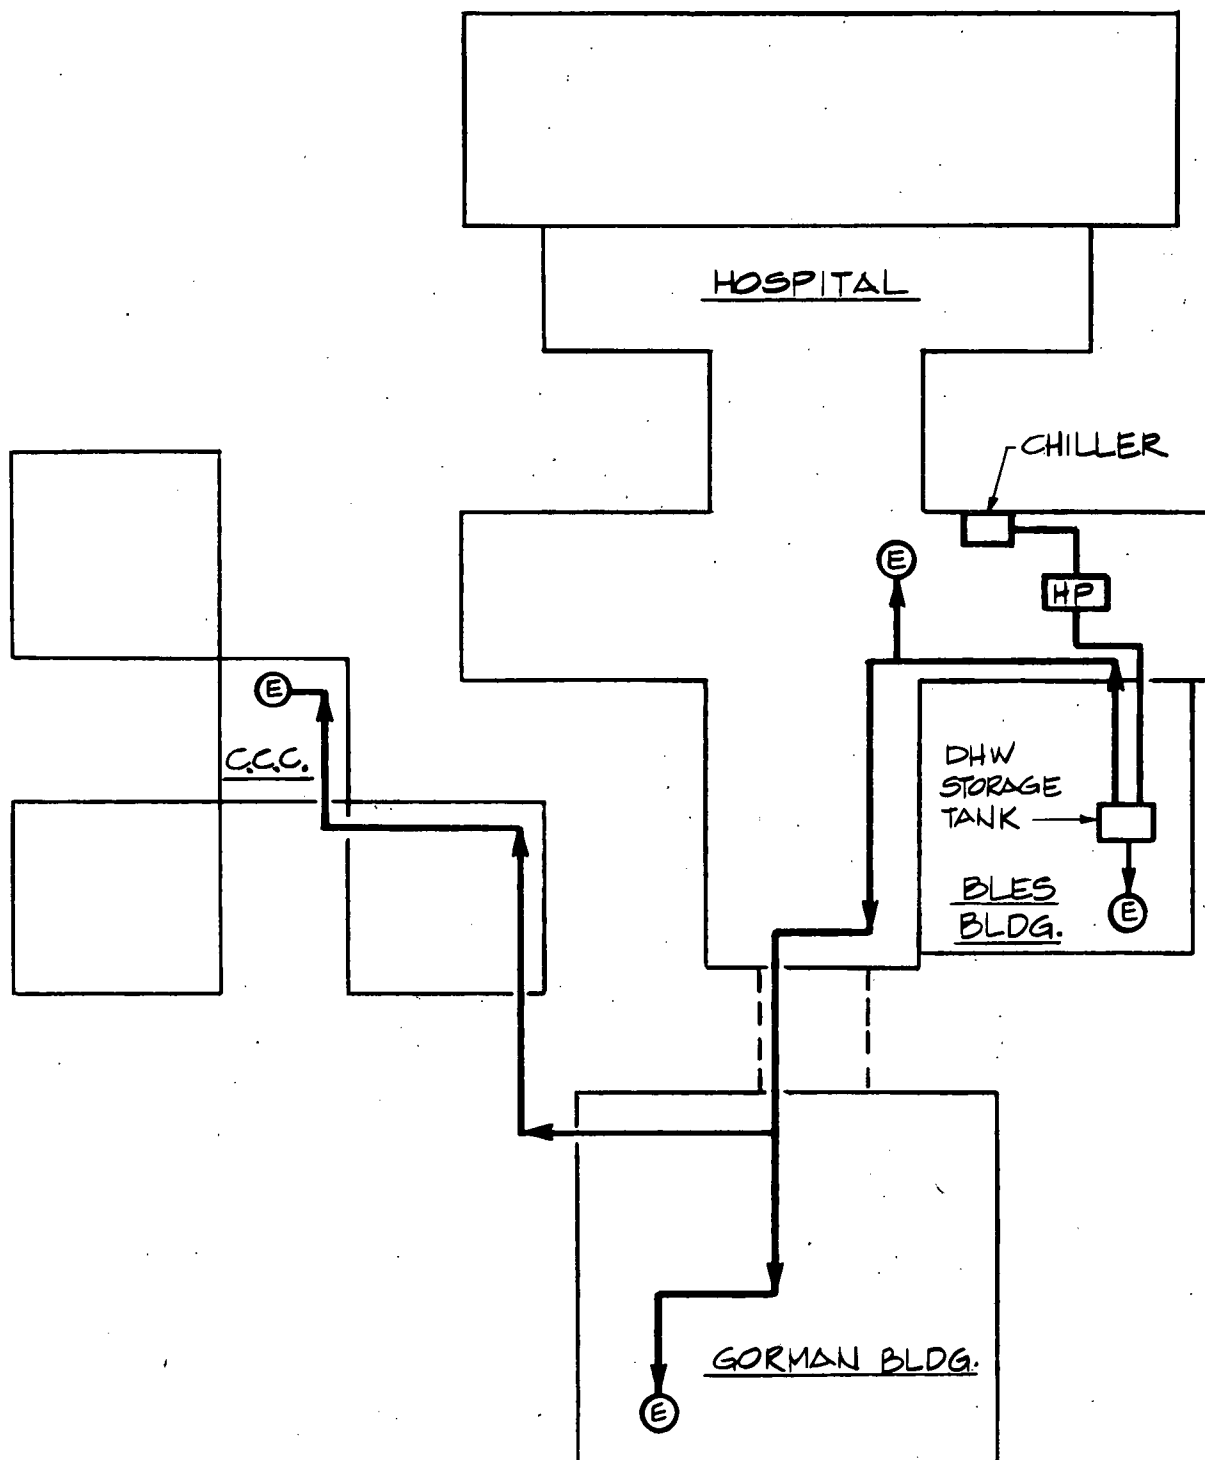 HOSPITAL
CHILLER
E
HP
E
C.C.C.
DHW
STORAGE
TANK
BLES
BLDG.
E
GORMAN BLDG.
E